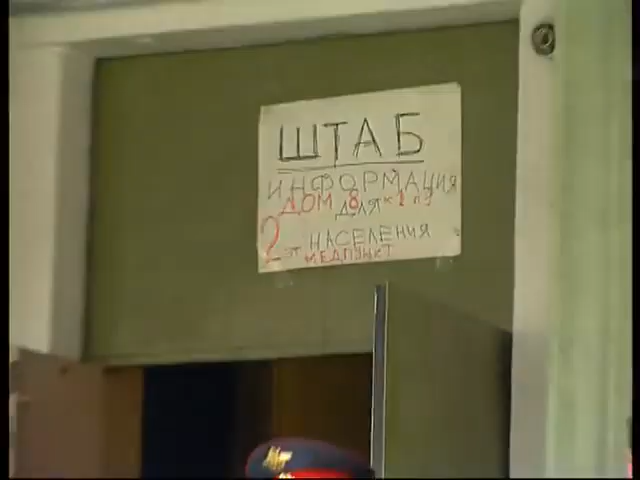 ШТАБ
ИНФОРМАЦИЯ
ДОМ 8 ДЛЯ
НАСЕЛЕНИЯ
2 эт МЕДПУНКТ